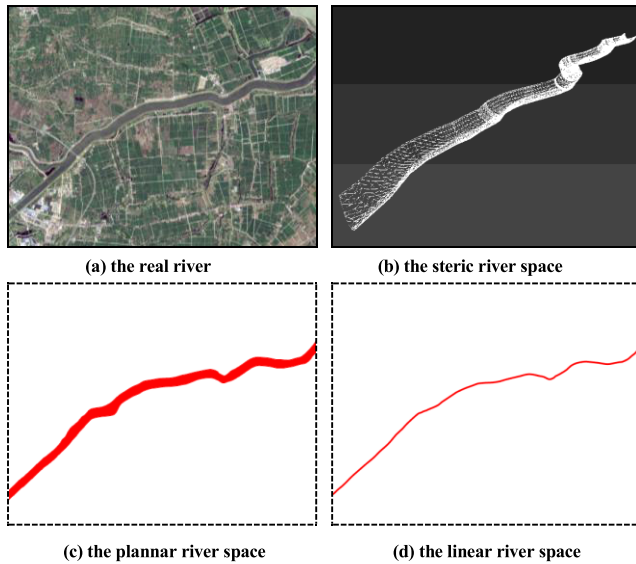 (a) the real river
(b) the steric river space
(c) the plannar river space
(d) the linear river space